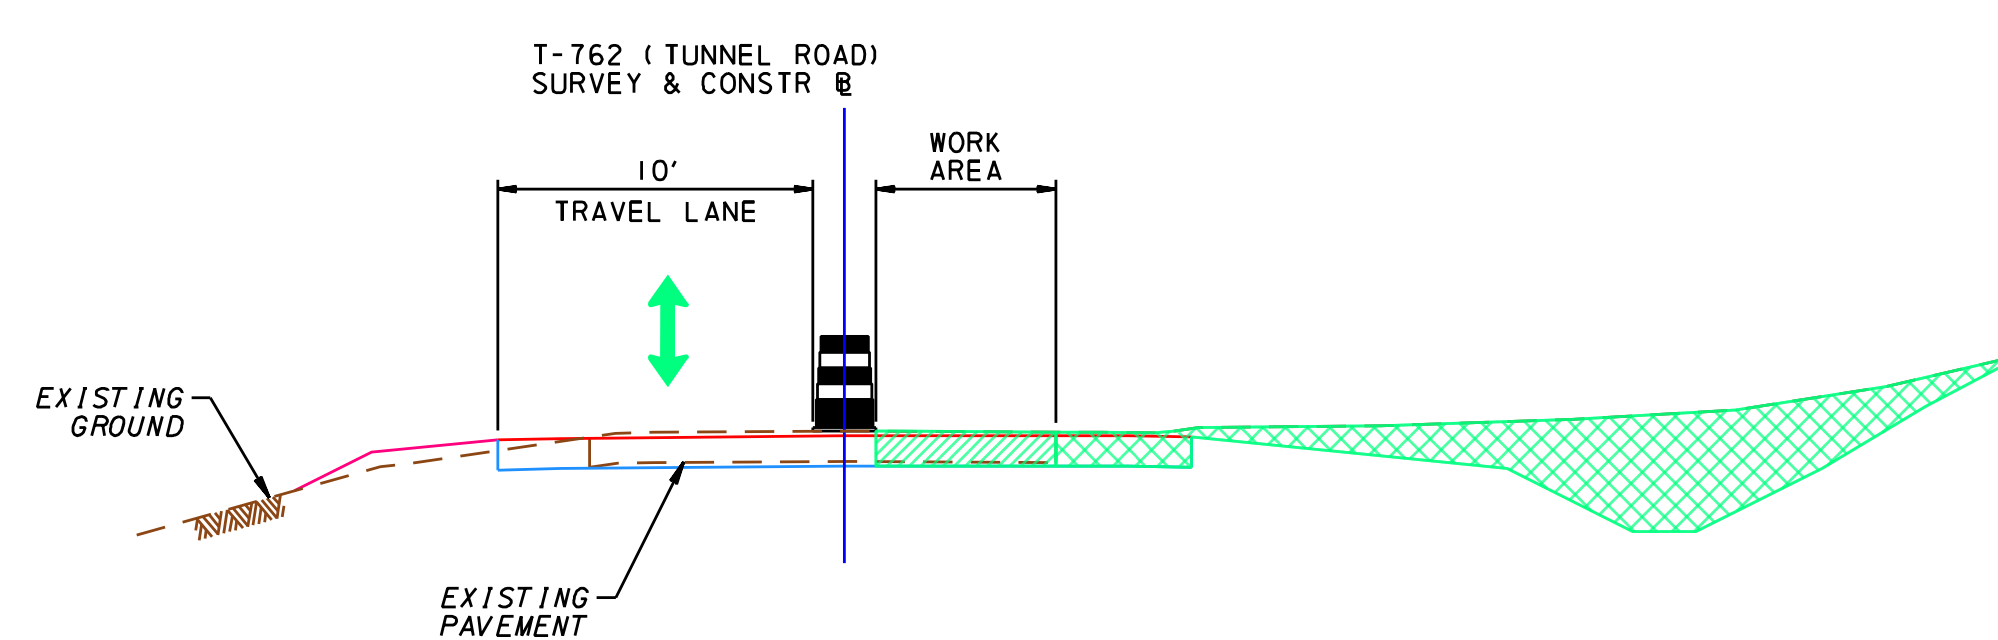 T-762 (TUNNEL ROAD)
SURVEY & CONSTR ℄
WORK
AREA
10'
TRAVEL LANE
EXISTING
GROUND
EXISTING
PAVEMENT